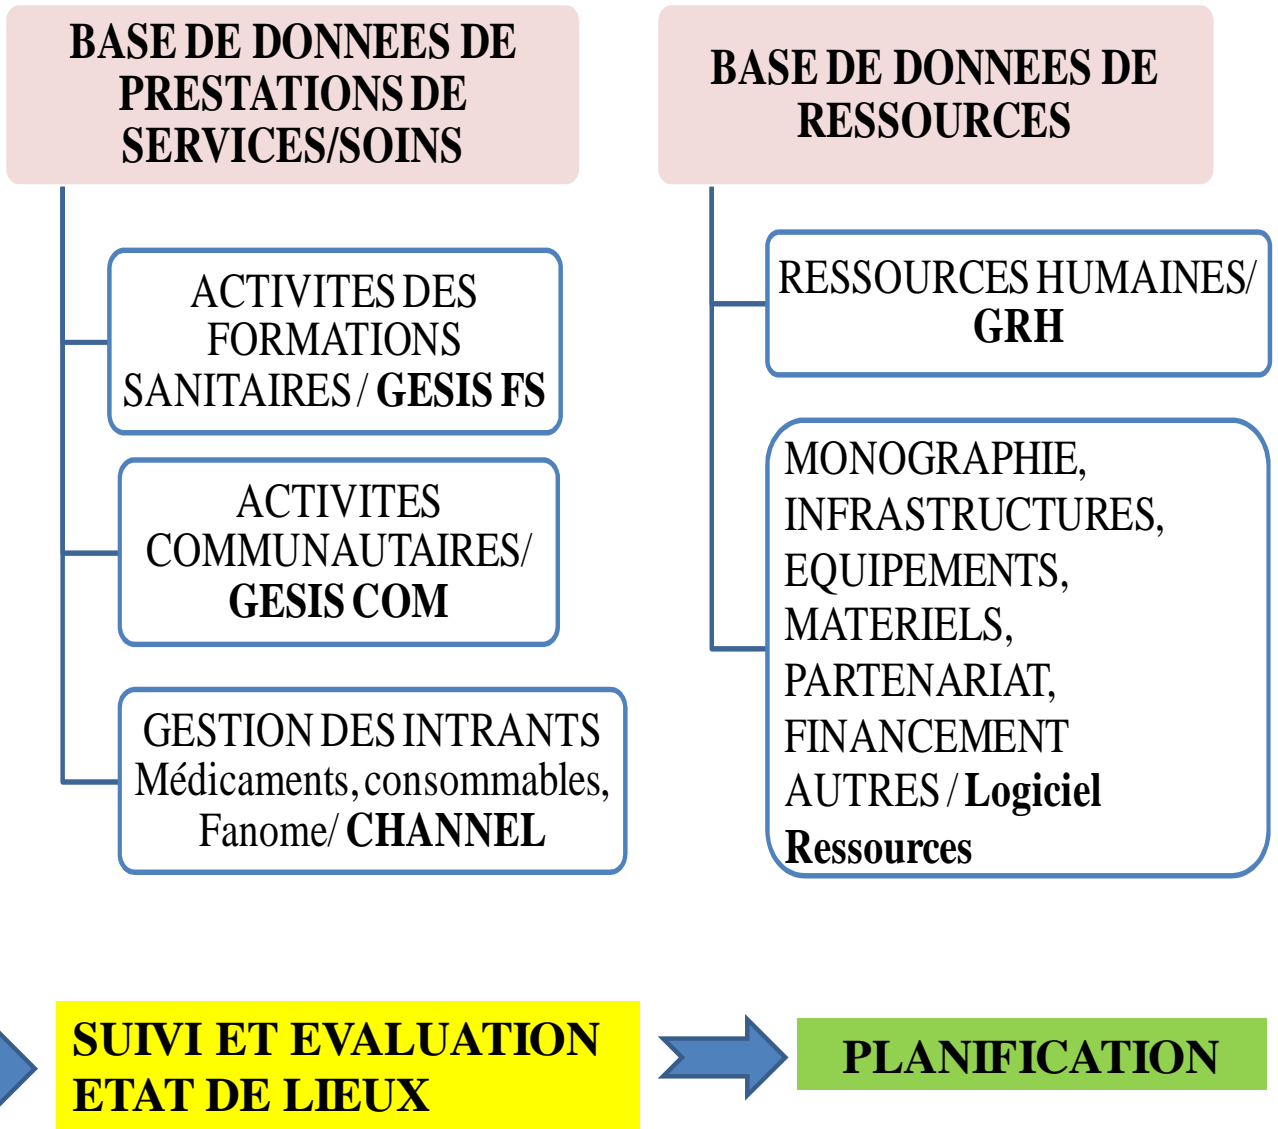 BASE DE DONNEES DE
PRESTATIONS DE
SERVICES/SOINS
ACTIVITES DES
FORMATIONS
SANITAIRES / GESIS FS
ACTIVITES
COMMUNAUTAIRES/
GESIS COM
GESTION DES INTRANTS
Médicaments, consommables,
Fanome/ CHANNEL
BASE DE DONNEES DE
RESSOURCES
RESSOURCES HUMAINES/
GRH
MONOGRAPHIE,
INFRASTRUCTURES,
EQUIPEMENTS,
MATERIELS,
PARTENARIAT,
FINANCEMENT
AUTRES / Logiciel
Ressources
SUIVI ET EVALUATION
ETAT DE LIEUX
PLANIFICATION